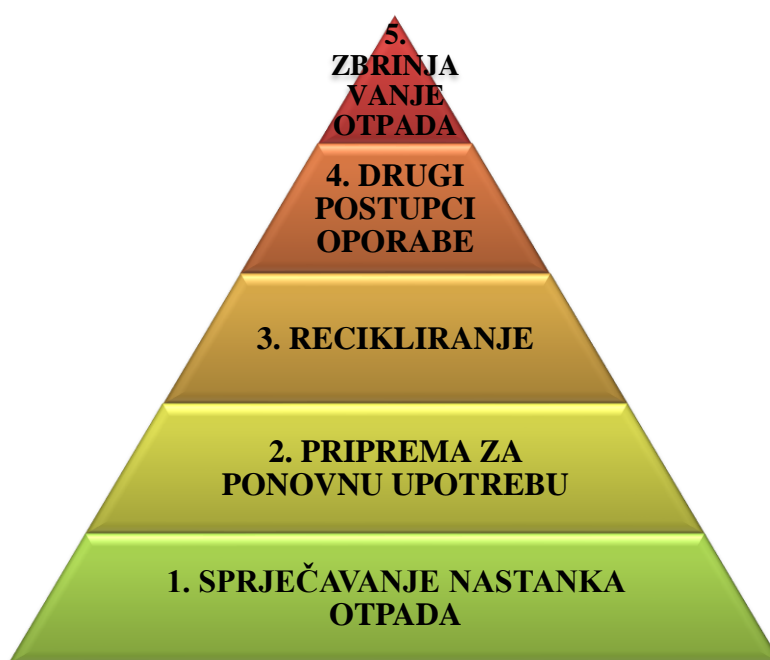 5.
ZBRINJA
VANJE
OTPADA
4. DRUGI
POSTUPCI
OPORABE
3. RECIKLIRANJE
2. PRIPREMA ZA
PONOVNU UPOTREBU
1. SPRJEČAVANJE NASTANKA
OTPADA